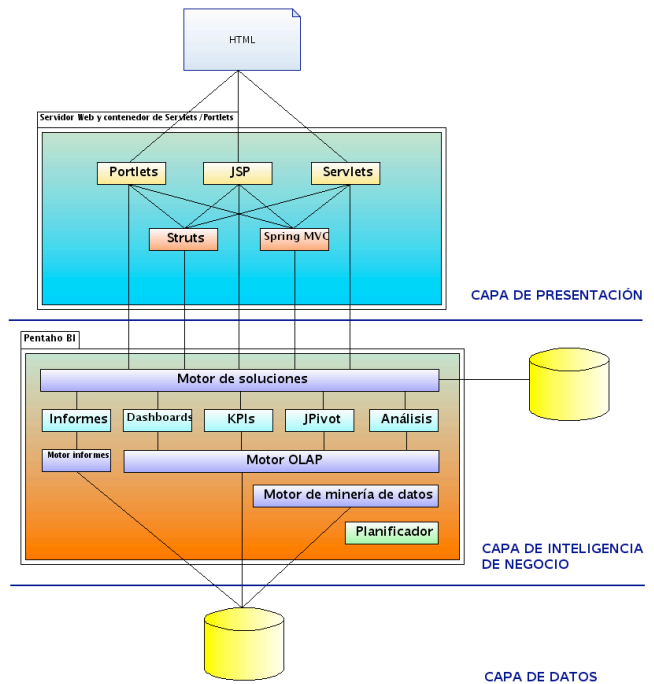 HTML
Servidor Web y contenedor de Servlets/Portlets
Portlets
JSP
Servlets
Struts
Spring MVC
CAPA DE PRESENTACIÓN
Pentaho BI
Motor de soluciones
Informes
Dashboards
KPIs
JPivot
Análisis
Motor informes
Motor OLAP
Motor de minería de datos
Planificador
CAPA DE INTELIGENCIA
DE NEGOCIO
CAPA DE DATOS